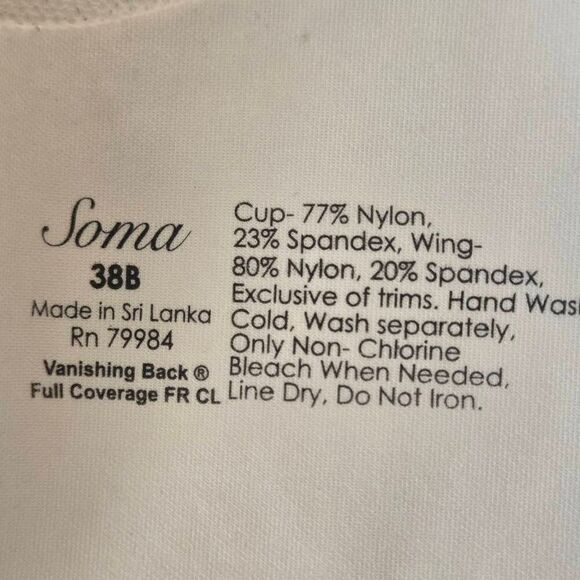 Soma
38B
Made in Sri Lanka
Rn 79984
Vanishing Back ®
Full Coverage FR CL
Cup- 77% Nylon,
23% Spandex, Wing-
80% Nylon, 20% Spandex,
Exclusive of trims. Hand Wash
Cold, Wash separately,
Only Non- Chlorine
Bleach When Needed,
Line Dry, Do Not Iron.